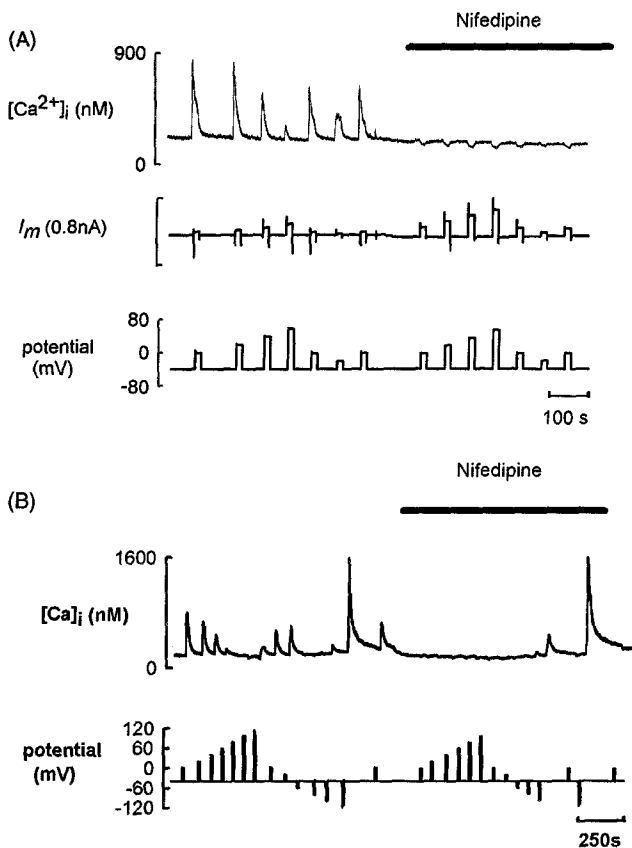 (A)
Nifedipine
900
[Ca2+]i (nM)
0
Im (0.8nA)
80
potential
0
(mV)
-80
100 s
Nifedipine
(B)
1600
[Ca]i (nM)
0
120
potential
60
(mV)
0
-60
-120
250s